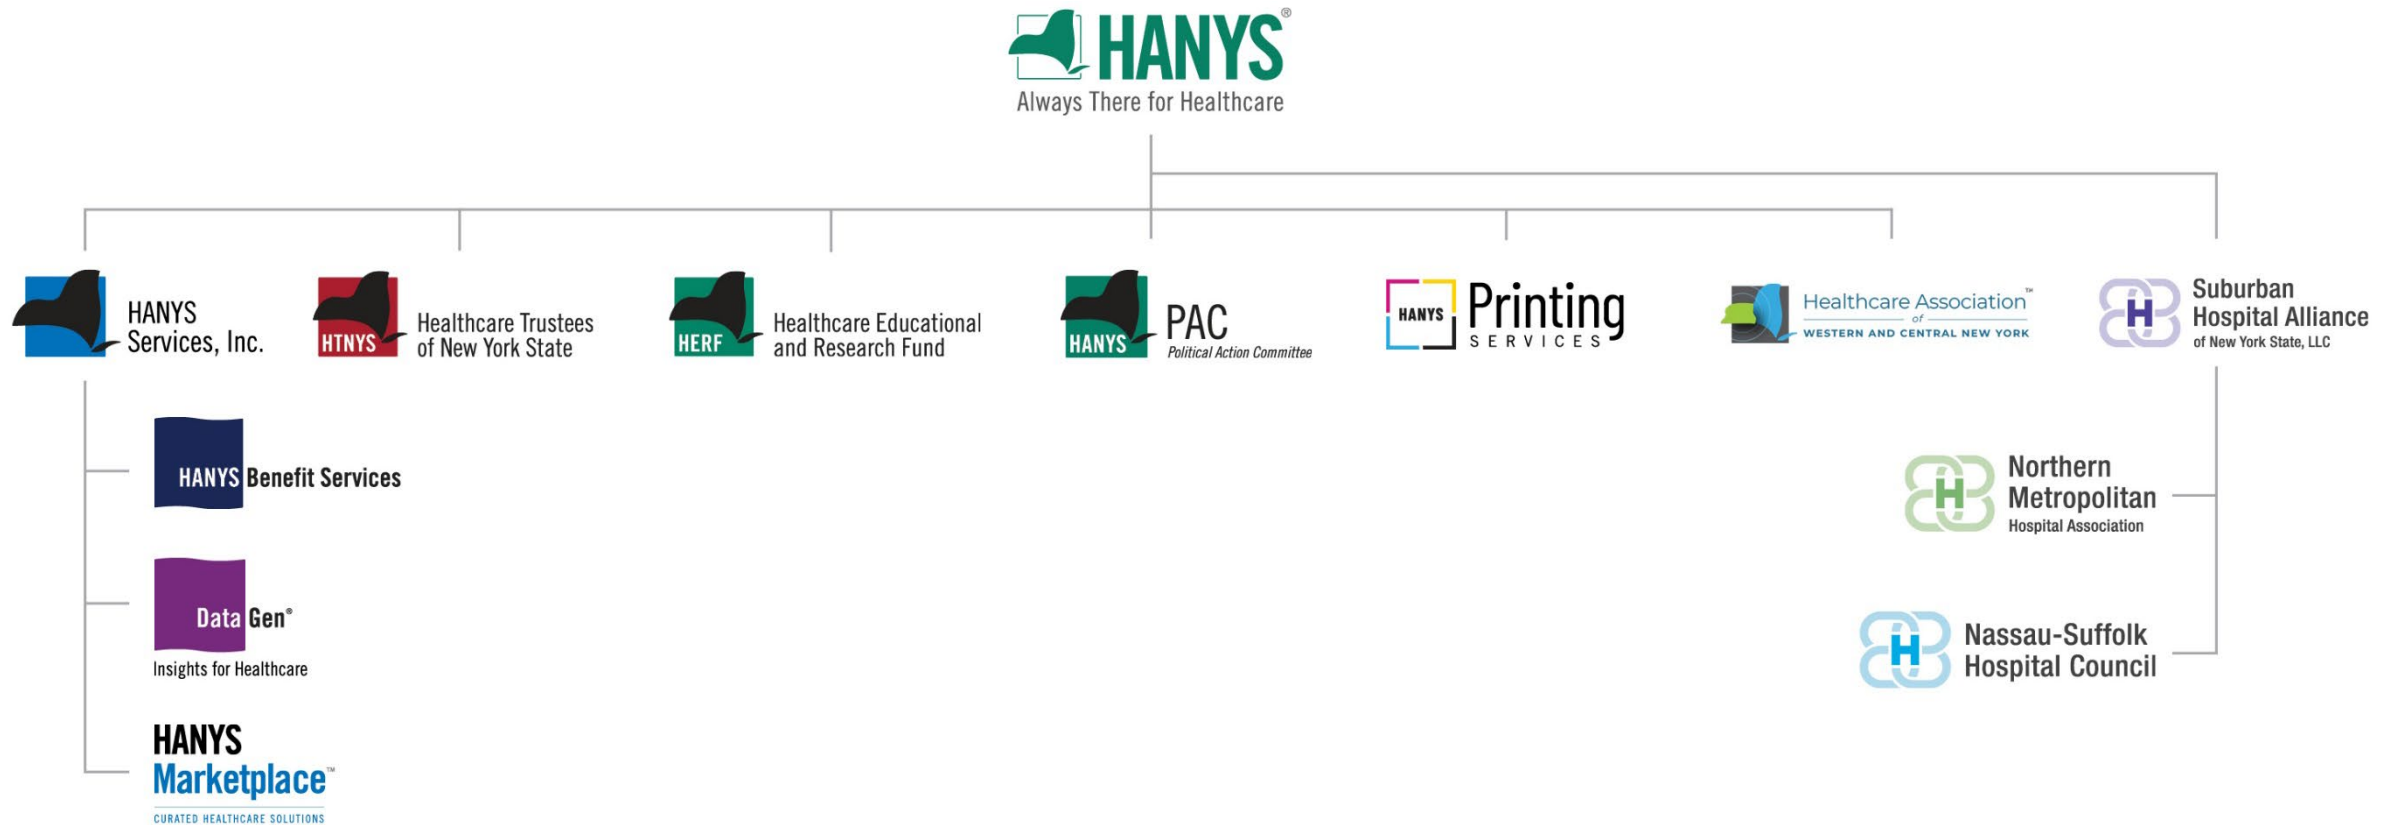 HANYS®
Always There for Healthcare
HANYS
Services, Inc.
HTNYS
Healthcare Trustees
of New York State
HERF
Healthcare Educational
and Research Fund
HANYS
PAC
Political Action Committee
HANYS
Printing
SERVICES
Healthcare Association™
of
WESTERN AND CENTRAL NEW YORK
H
Suburban
Hospital Alliance
of New York State, LLC
HANYS Benefit Services
Data Gen®
Insights for Healthcare
HANYS
Marketplace™
CURATED HEALTHCARE SOLUTIONS
H
Northern
Metropolitan
Hospital Association
H
Nassau-Suffolk
Hospital Council